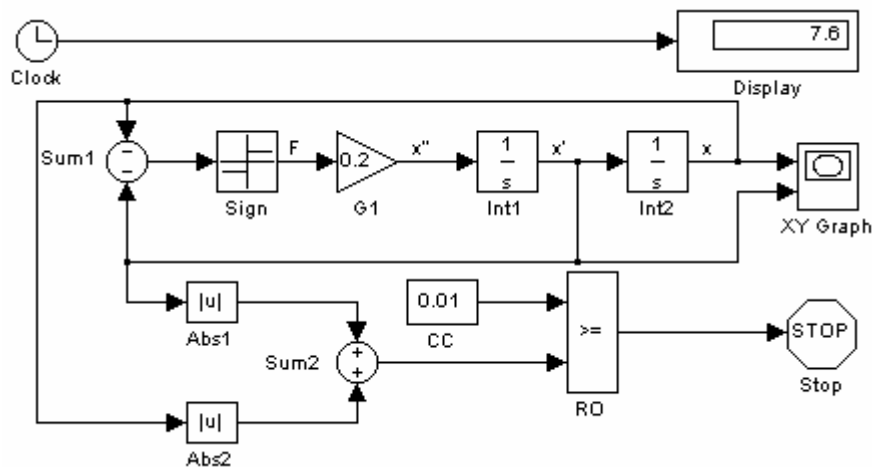 7.6
Clock
Display
Sum1
−
−
F
0.2
x''
1
s
x'
1
s
x
Sign
G1
Int1
Int2
XY Graph
|u|
Abs1
0.01
CC
>=
STOP
Sum2
+
+
Stop
RO
|u|
Abs2